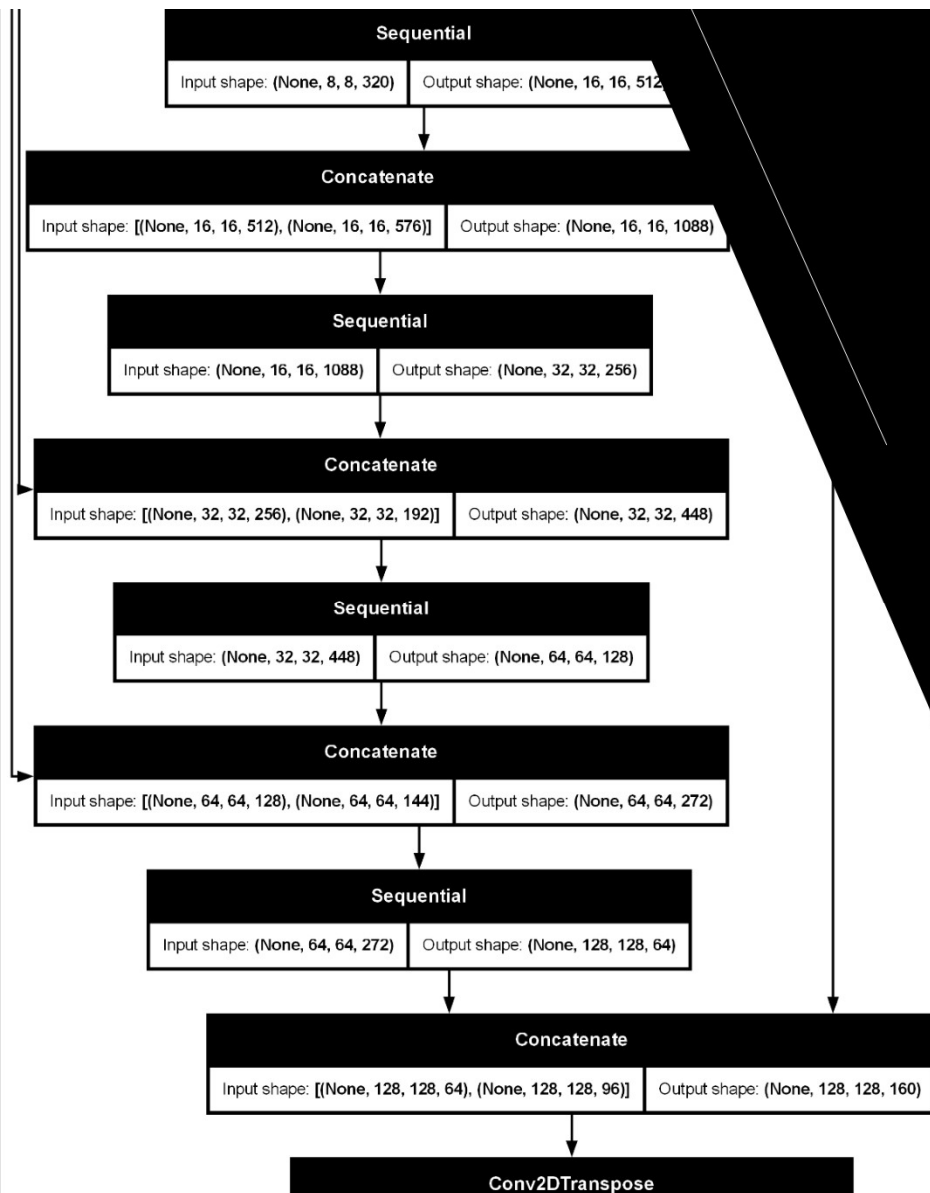 Sequential
Input shape: (None, 8, 8, 320) Output shape: (None, 16, 16, 512)
Concatenate
Input shape: [(None, 16, 16, 512), (None, 16, 16, 576)] Output shape: (None, 16, 16, 1088)
Sequential
Input shape: (None, 16, 16, 1088) Output shape: (None, 32, 32, 256)
Concatenate
Input shape: [(None, 32, 32, 256), (None, 32, 32, 192)] Output shape: (None, 32, 32, 448)
Sequential
Input shape: (None, 32, 32, 448) Output shape: (None, 64, 64, 128)
Concatenate
Input shape: [(None, 64, 64, 128), (None, 64, 64, 144)] Output shape: (None, 64, 64, 272)
Sequential
Input shape: (None, 64, 64, 272) Output shape: (None, 128, 128, 64)
Concatenate
Input shape: [(None, 128, 128, 64), (None, 128, 128, 96)] Output shape: (None, 128, 128, 160)
Conv2DTranspose